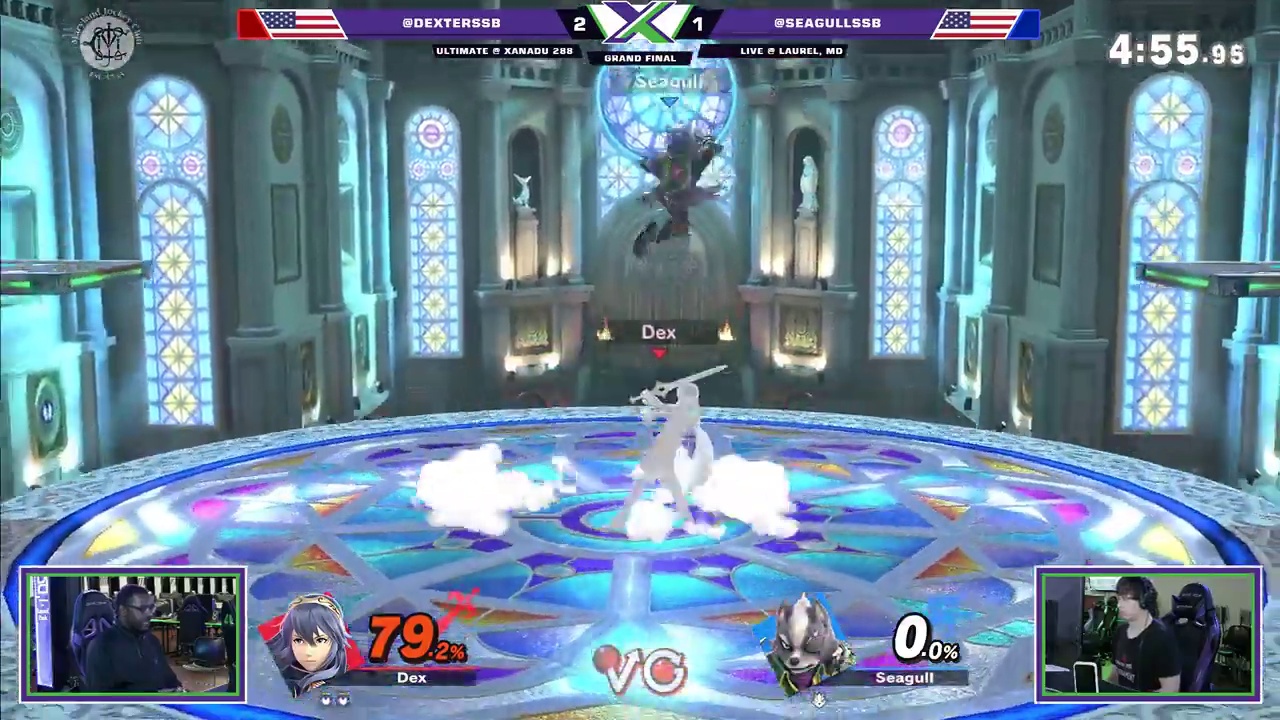 @DEXTERSSB
2
1
@SEAGULLSSB
ULTIMATE @ XANADU 288
GRAND FINAL
LIVE @ LAUREL, MD
4:55.95
Seagull
Dex
79.2%
Dex
VG
0.0%
Seagull